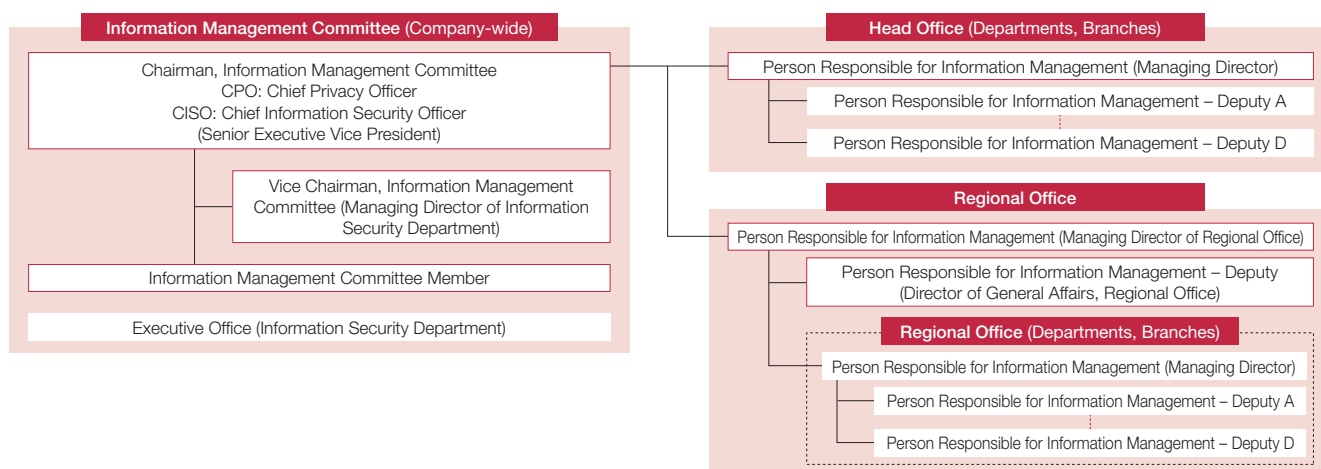 Information Management Committee (Company-wide)
Chairman, Information Management Committee
CPO: Chief Privacy Officer
CISO: Chief Information Security Officer
(Senior Executive Vice President)
Vice Chairman, Information Management
Committee (Managing Director of Information
Security Department)
Information Management Committee Member
Executive Office (Information Security Department)
Head Office (Departments, Branches)
Person Responsible for Information Management (Managing Director)
Person Responsible for Information Management – Deputy A
Person Responsible for Information Management – Deputy D
Regional Office
Person Responsible for Information Management (Managing Director of Regional Office)
Person Responsible for Information Management – Deputy
(Director of General Affairs, Regional Office)
Regional Office (Departments, Branches)
Person Responsible for Information Management (Managing Director)
Person Responsible for Information Management – Deputy A
Person Responsible for Information Management – Deputy D